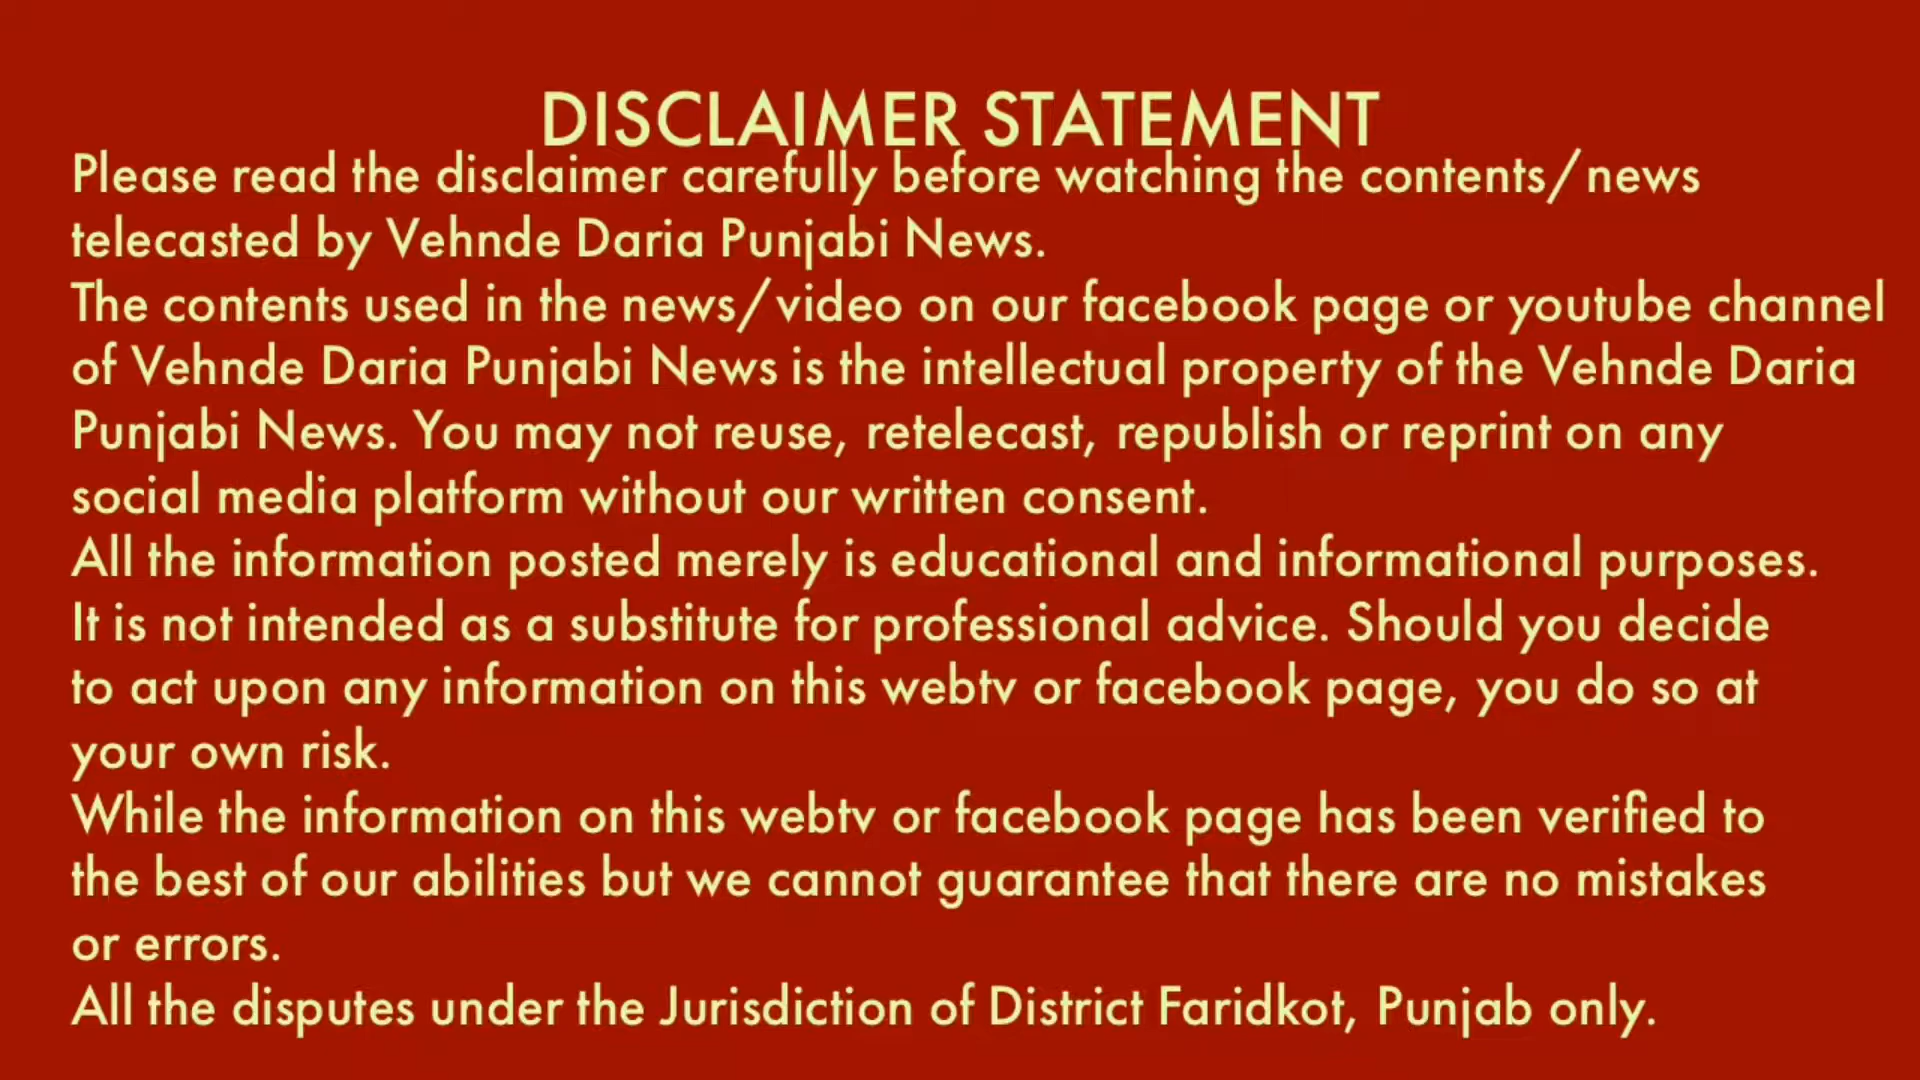 DISCLAIMER STATEMENT
Please read the disclaimer carefully before watching the contents/news
telecasted by Vehnde Daria Punjabi News.
The contents used in the news/video on our facebook page or youtube channel
of Vehnde Daria Punjabi News is the intellectual property of the Vehnde Daria
Punjabi News. You may not reuse, retelecast, republish or reprint on any
social media platform without our written consent.
All the information posted merely is educational and informational purposes.
It is not intended as a substitute for professional advice. Should you decide
to act upon any information on this webtv or facebook page, you do so at
your own risk.
While the information on this webtv or facebook page has been verified to
the best of our abilities but we cannot guarantee that there are no mistakes
or errors.
All the disputes under the Jurisdiction of District Faridkot, Punjab only.